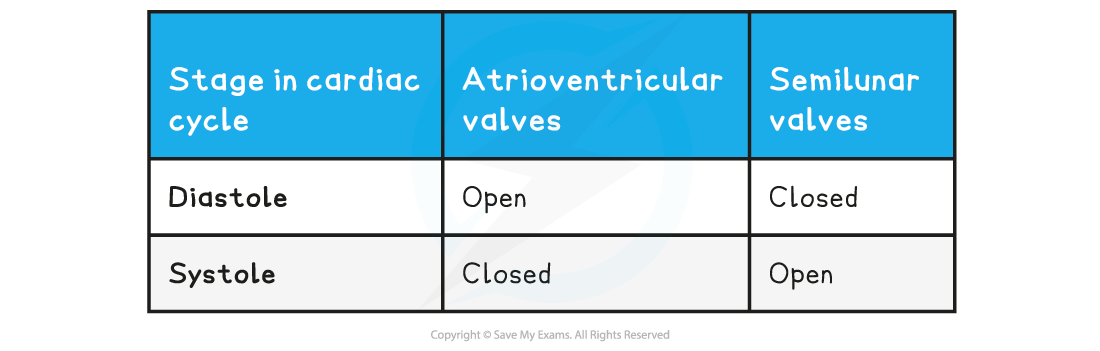 Stage in cardiac
cycle
Atrioventricular
valves
Semilunar
valves
Diastole
Open
Closed
Systole
Closed
Open
Copyright © Save My Exams. All Rights Reserved